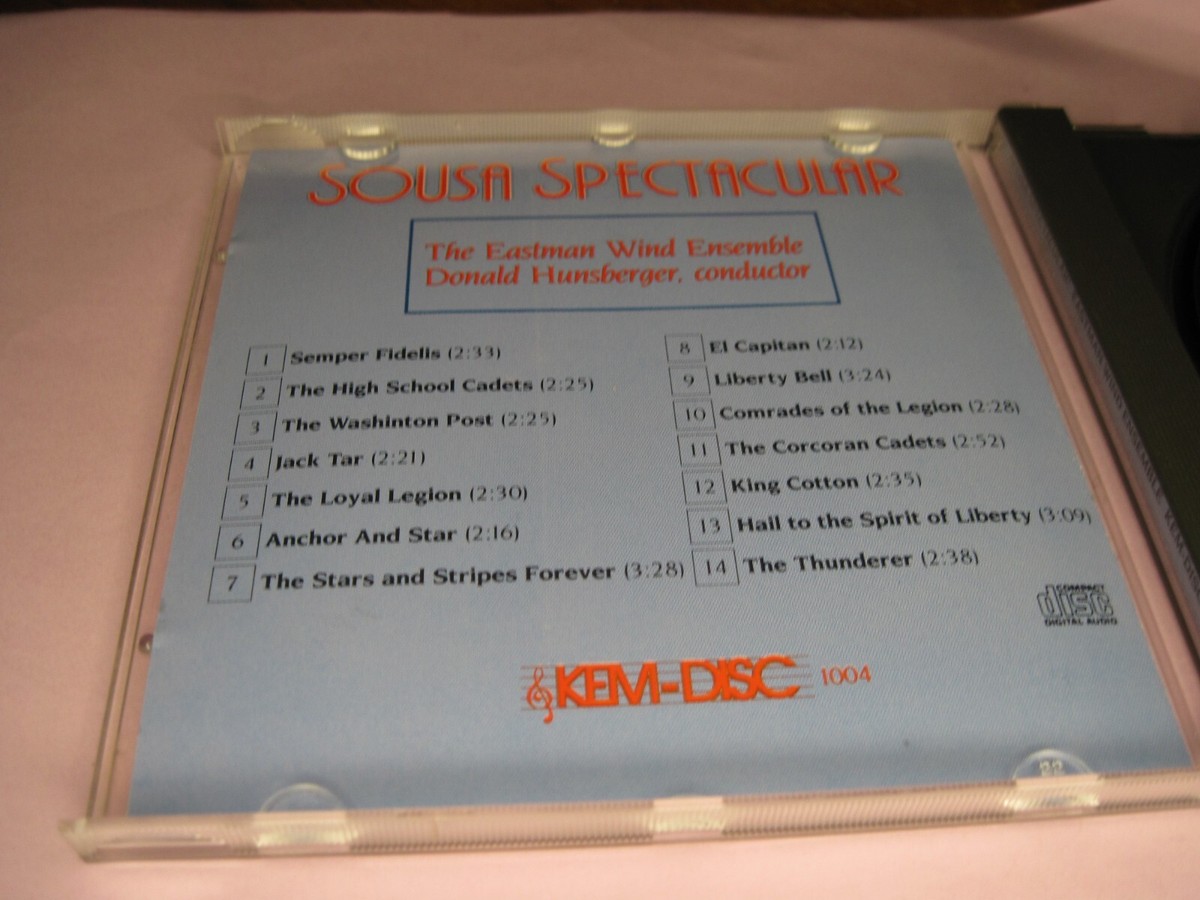 SOUSA SPECTACULAR
The Eastman Wind Ensemble
Donald Hunsberger, conductor
1 Semper Fidelis (2:33)
2 The High School Cadets (2:25)
3 The Washinton Post (2:25)
4 Jack Tar (2:21)
5 The Loyal Legion (2:30)
6 Anchor And Star (2:16)
7 The Stars and Stripes Forever (3:28)
8 El Capitan (2:12)
9 Liberty Bell (3:24)
10 Comrades of the Legion (2:28)
11 The Corcoran Cadets (2:52)
12 King Cotton (2:35)
13 Hail to the Spirit of Liberty (3:09)
14 The Thunderer (2:38)
COMPACT
disc
DIGITAL AUDIO
KEM-DISC 1004